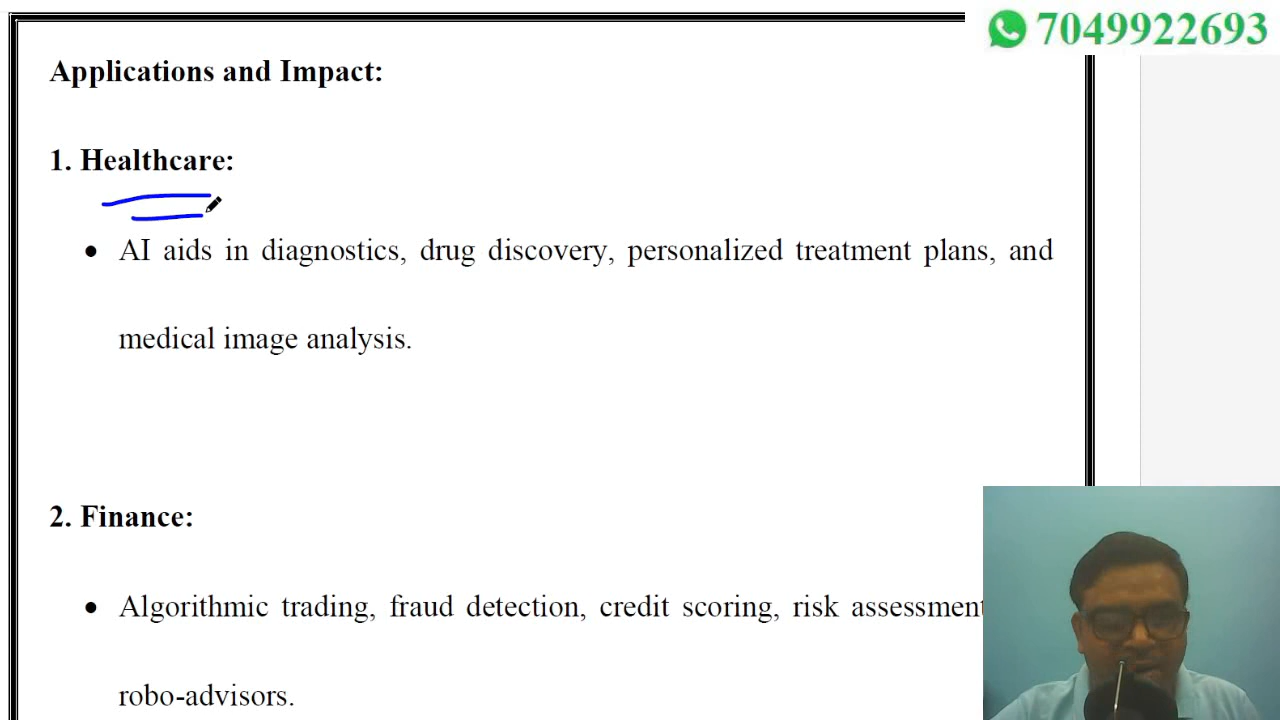 7049922693
Applications and Impact:
1. Healthcare:
• AI aids in diagnostics, drug discovery, personalized treatment plans, and
medical image analysis.
2. Finance:
• Algorithmic trading, fraud detection, credit scoring, risk assessment
robo-advisors.